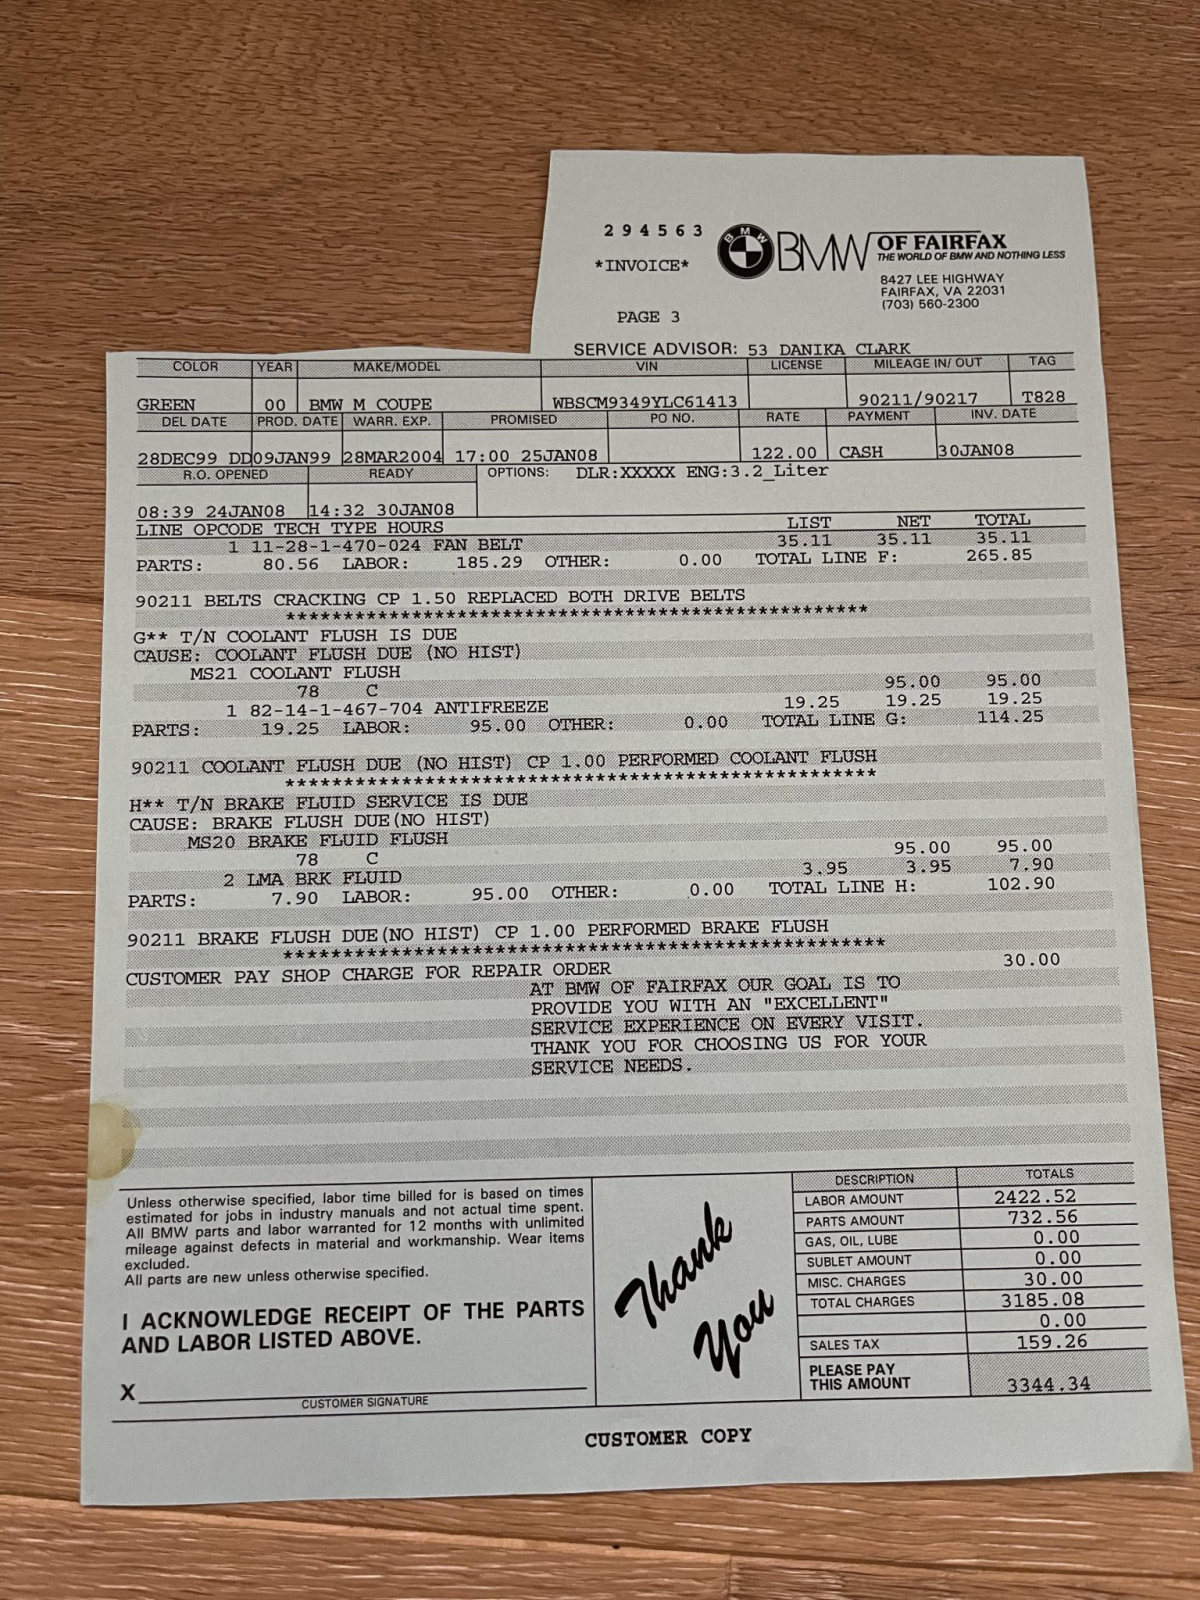 294563
*INVOICE*
BMW
BMW OF FAIRFAX
THE WORLD OF BMW AND NOTHING LESS
8427 LEE HIGHWAY
FAIRFAX, VA 22031
(703) 560-2300
PAGE 3
SERVICE ADVISOR: 53 DANIKA CLARK
COLOR YEAR MAKE/MODEL VIN LICENSE MILEAGE IN/ OUT TAG
GREEN 00 BMW M COUPE WBSCM9349YLC61413 90211/90217 T828
DEL DATE PROD. DATE WARR. EXP. PROMISED PO NO. RATE PAYMENT INV. DATE
28DEC99 DD 09JAN99 28MAR2004 17:00 25JAN08 122.00 CASH 30JAN08
R.O. OPENED READY OPTIONS: DLR:XXXXX ENG:3.2_Liter
08:39 24JAN08 14:32 30JAN08
LINE OPCODE TECH TYPE HOURS LIST NET TOTAL
1 11-28-1-470-024 FAN BELT 35.11 35.11 35.11
PARTS: 80.56 LABOR: 185.29 OTHER: 0.00 TOTAL LINE F: 265.85
90211 BELTS CRACKING CP 1.50 REPLACED BOTH DRIVE BELTS
****************************************************
G** T/N COOLANT FLUSH IS DUE
CAUSE: COOLANT FLUSH DUE (NO HIST)
MS21 COOLANT FLUSH
78 C 95.00 95.00
1 82-14-1-467-704 ANTIFREEZE 19.25 19.25 19.25
PARTS: 19.25 LABOR: 95.00 OTHER: 0.00 TOTAL LINE G: 114.25
90211 COOLANT FLUSH DUE (NO HIST) CP 1.00 PERFORMED COOLANT FLUSH
****************************************************
H** T/N BRAKE FLUID SERVICE IS DUE
CAUSE: BRAKE FLUSH DUE(NO HIST)
MS20 BRAKE FLUID FLUSH
78 C 95.00 95.00
2 LMA BRK FLUID 3.95 3.95 7.90
PARTS: 7.90 LABOR: 95.00 OTHER: 0.00 TOTAL LINE H: 102.90
90211 BRAKE FLUSH DUE(NO HIST) CP 1.00 PERFORMED BRAKE FLUSH
****************************************************
CUSTOMER PAY SHOP CHARGE FOR REPAIR ORDER 30.00
AT BMW OF FAIRFAX OUR GOAL IS TO
PROVIDE YOU WITH AN "EXCELLENT"
SERVICE EXPERIENCE ON EVERY VISIT.
THANK YOU FOR CHOOSING US FOR YOUR
SERVICE NEEDS.
Unless otherwise specified, labor time billed for is based on times
estimated for jobs in industry manuals and not actual time spent.
All BMW parts and labor warranted for 12 months with unlimited
mileage against defects in material and workmanship. Wear items
excluded.
All parts are new unless otherwise specified.
I ACKNOWLEDGE RECEIPT OF THE PARTS
AND LABOR LISTED ABOVE.
X
CUSTOMER SIGNATURE
Thank
You
DESCRIPTION TOTALS
LABOR AMOUNT 2422.52
PARTS AMOUNT 732.56
GAS, OIL, LUBE 0.00
SUBLET AMOUNT 0.00
MISC. CHARGES 30.00
TOTAL CHARGES 3185.08
0.00
SALES TAX 159.26
PLEASE PAY
THIS AMOUNT 3344.34
CUSTOMER COPY